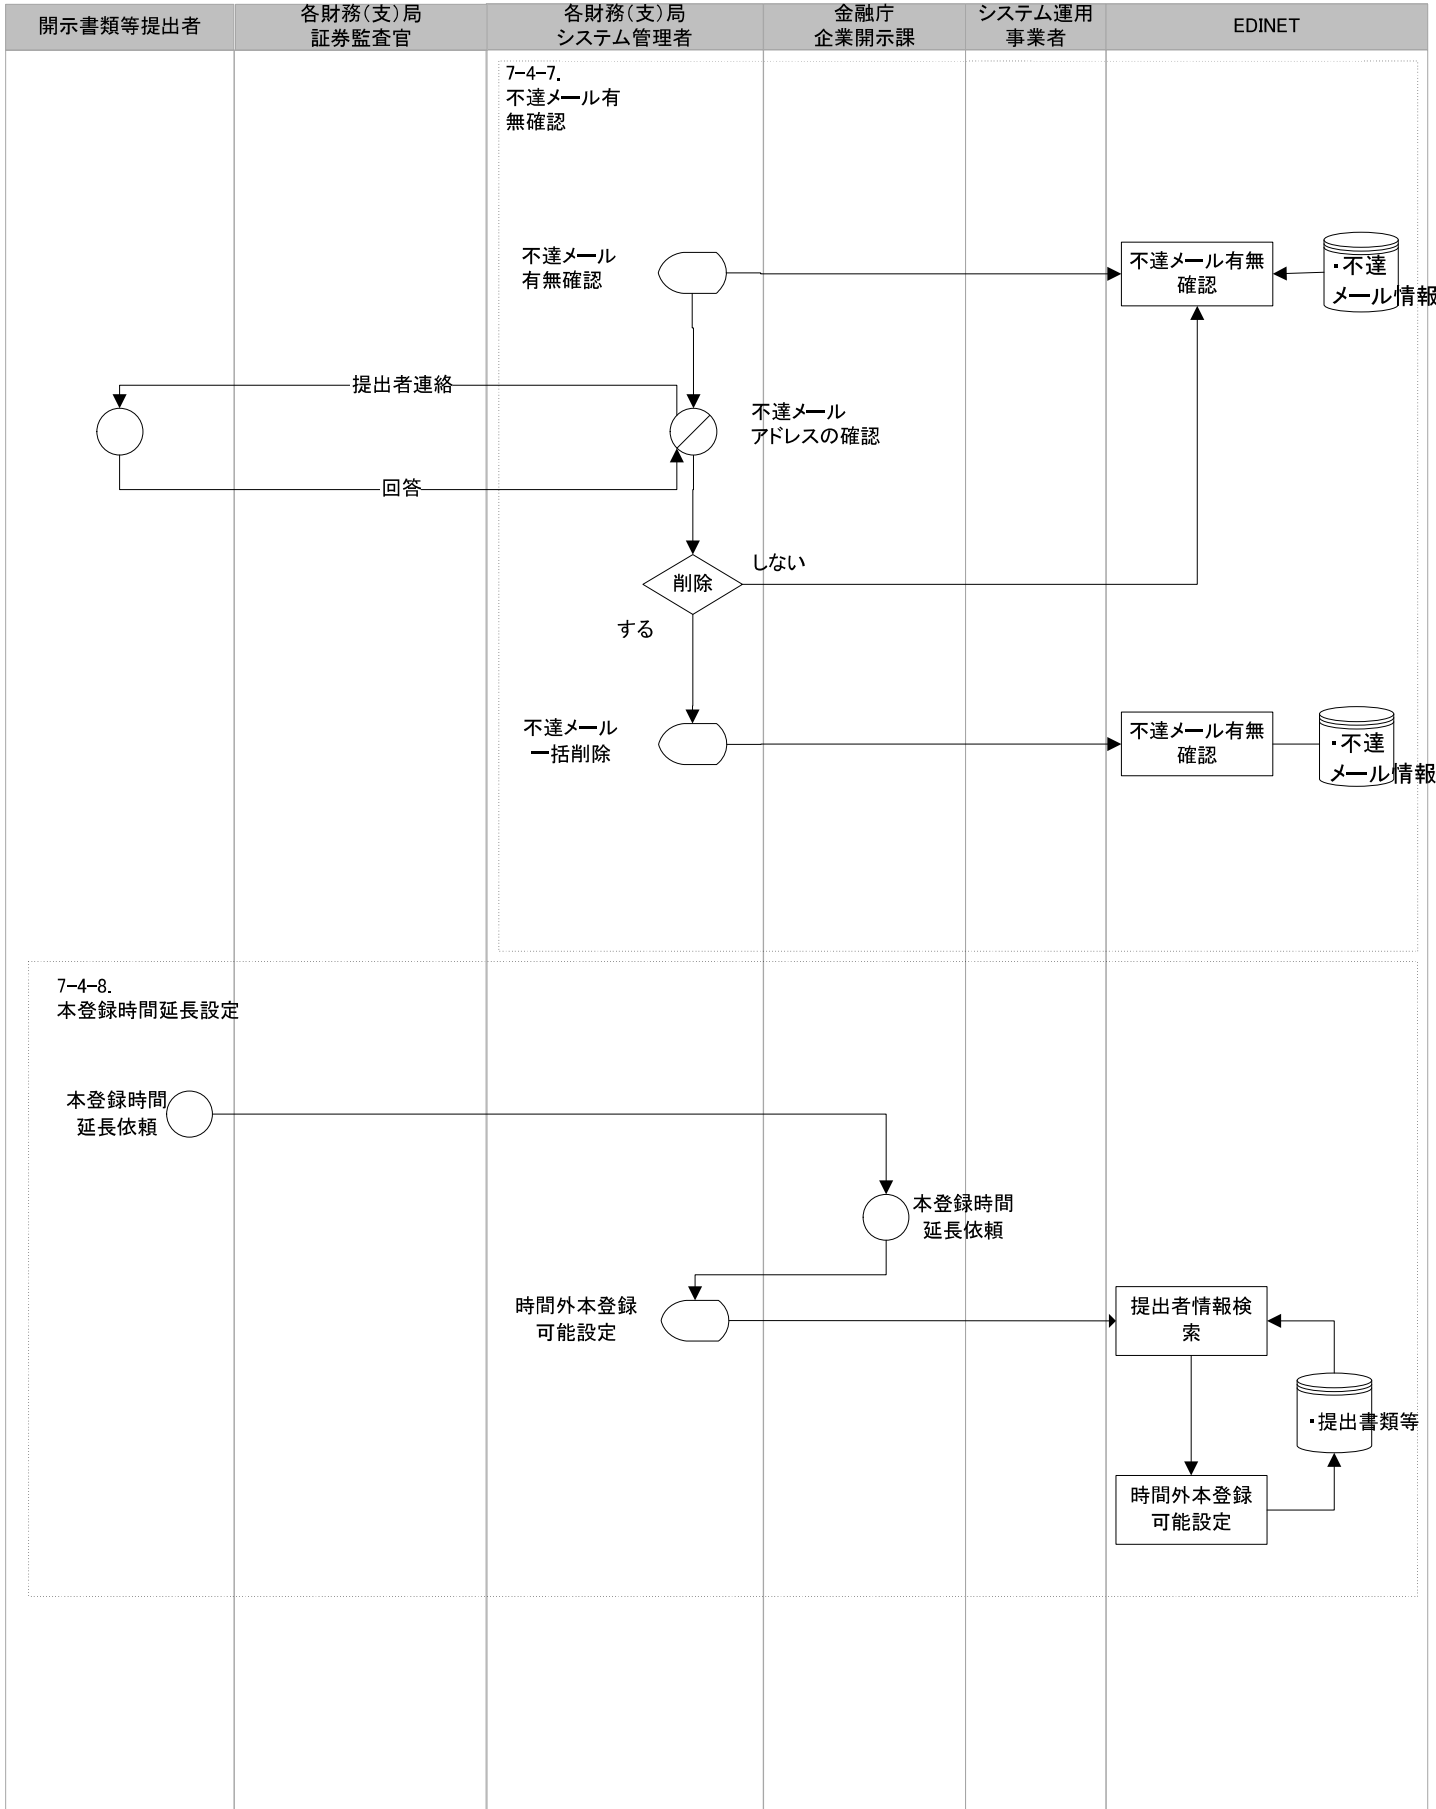 開示書類等提出者
各財務(支)局
証券監査官
各財務(支)局
システム管理者
金融庁
企業開示課
システム運用
事業者
EDINET
7-4-7.
不達メール有
無確認
不達メール
有無確認
不達メール有無
確認
・不達
メール情報
提出者連絡
不達メール
アドレスの確認
回答
しない
削除
する
不達メール
一括削除
不達メール有無
確認
・不達
メール情報
7-4-8.
本登録時間延長設定
本登録時間
延長依頼
本登録時間
延長依頼
時間外本登録
可能設定
提出者情報検
索
・提出書類等
時間外本登録
可能設定